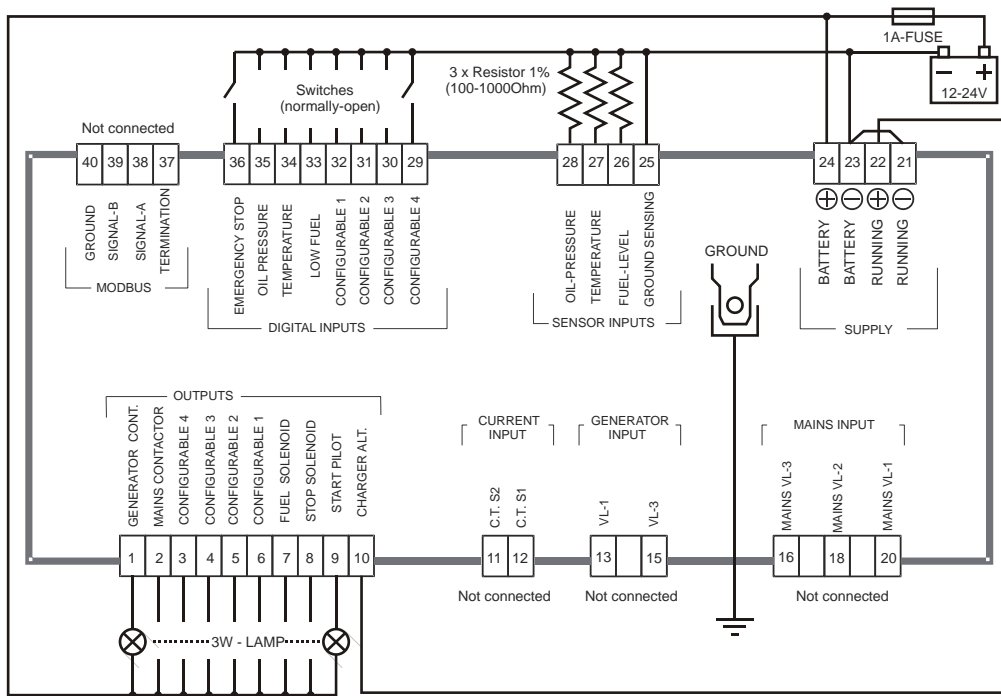 1A-FUSE
− +
12-24V
Switches
(normally-open)
3 x Resistor 1%
(100-1000Ohm)
Not connected
40 39 38 37
36 35 34 33 32 31 30 29
28 27 26 25
24 23 22 21
GROUND
SIGNAL-B
SIGNAL-A
TERMINATION
MODBUS
EMERGENCY STOP
OIL PRESSURE
TEMPERATURE
LOW FUEL
CONFIGURABLE 1
CONFIGURABLE 2
CONFIGURABLE 3
CONFIGURABLE 4
DIGITAL INPUTS
OIL-PRESSURE
TEMPERATURE
FUEL-LEVEL
GROUND SENSING
SENSOR INPUTS
GROUND
+ − + −
BATTERY
BATTERY
RUNNING
RUNNING
SUPPLY
OUTPUTS
GENERATOR CONT.
MAINS CONTACTOR
CONFIGURABLE 4
CONFIGURABLE 3
CONFIGURABLE 2
CONFIGURABLE 1
FUEL SOLENOID
STOP SOLENOID
START PILOT
CHARGER ALT.
CURRENT
INPUT
C.T. S2
C.T. S1
GENERATOR
INPUT
VL-1
VL-3
MAINS INPUT
MAINS VL-3
MAINS VL-2
MAINS VL-1
1 2 3 4 5 6 7 8 9 10
11 12
13 15
16 18 20
Not connected
Not connected
Not connected
3W - LAMP